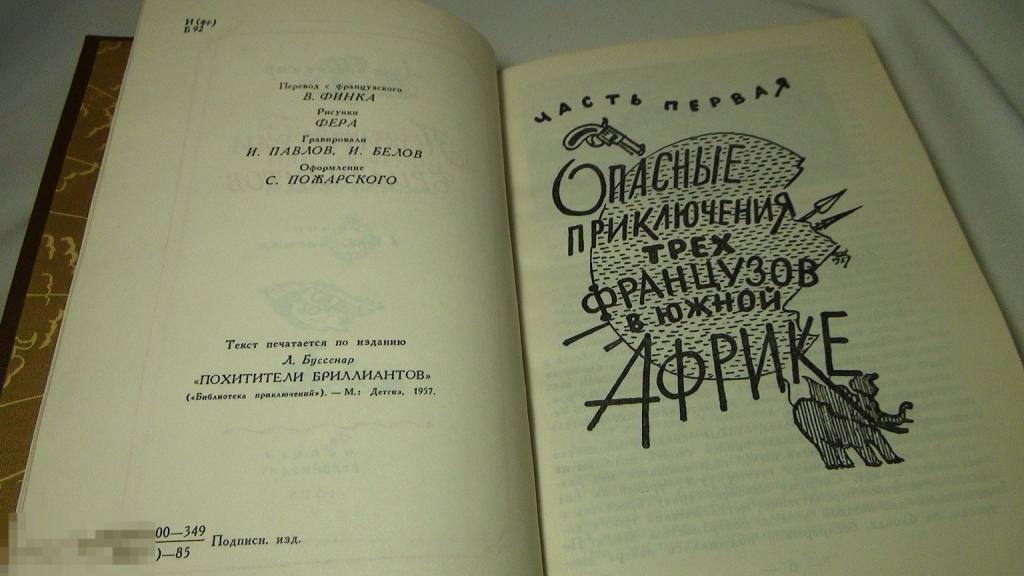 И(фр)
Б 92
Перевод с французского
В. ФИНКА
Рисунки
ФЕРА
Гравировали
И. ПАВЛОВ, И. БЕЛОВ
Оформление
С. ПОЖАРСКОГО
Текст печатается по изданию
Л. Буссенар
«ПОХИТИТЕЛИ БРИЛЛИАНТОВ»
(«Библиотека приключений»). — М.: Детгиз, 1957.
00—349
)—85
Подписн. изд.
ЧАСТЬ ПЕРВАЯ
ОПАСНЫЕ
ПРИКЛЮЧЕНИЯ
ТРЕХ
ФРАНЦУЗОВ
В ЮЖНОЙ
АФРИКЕ